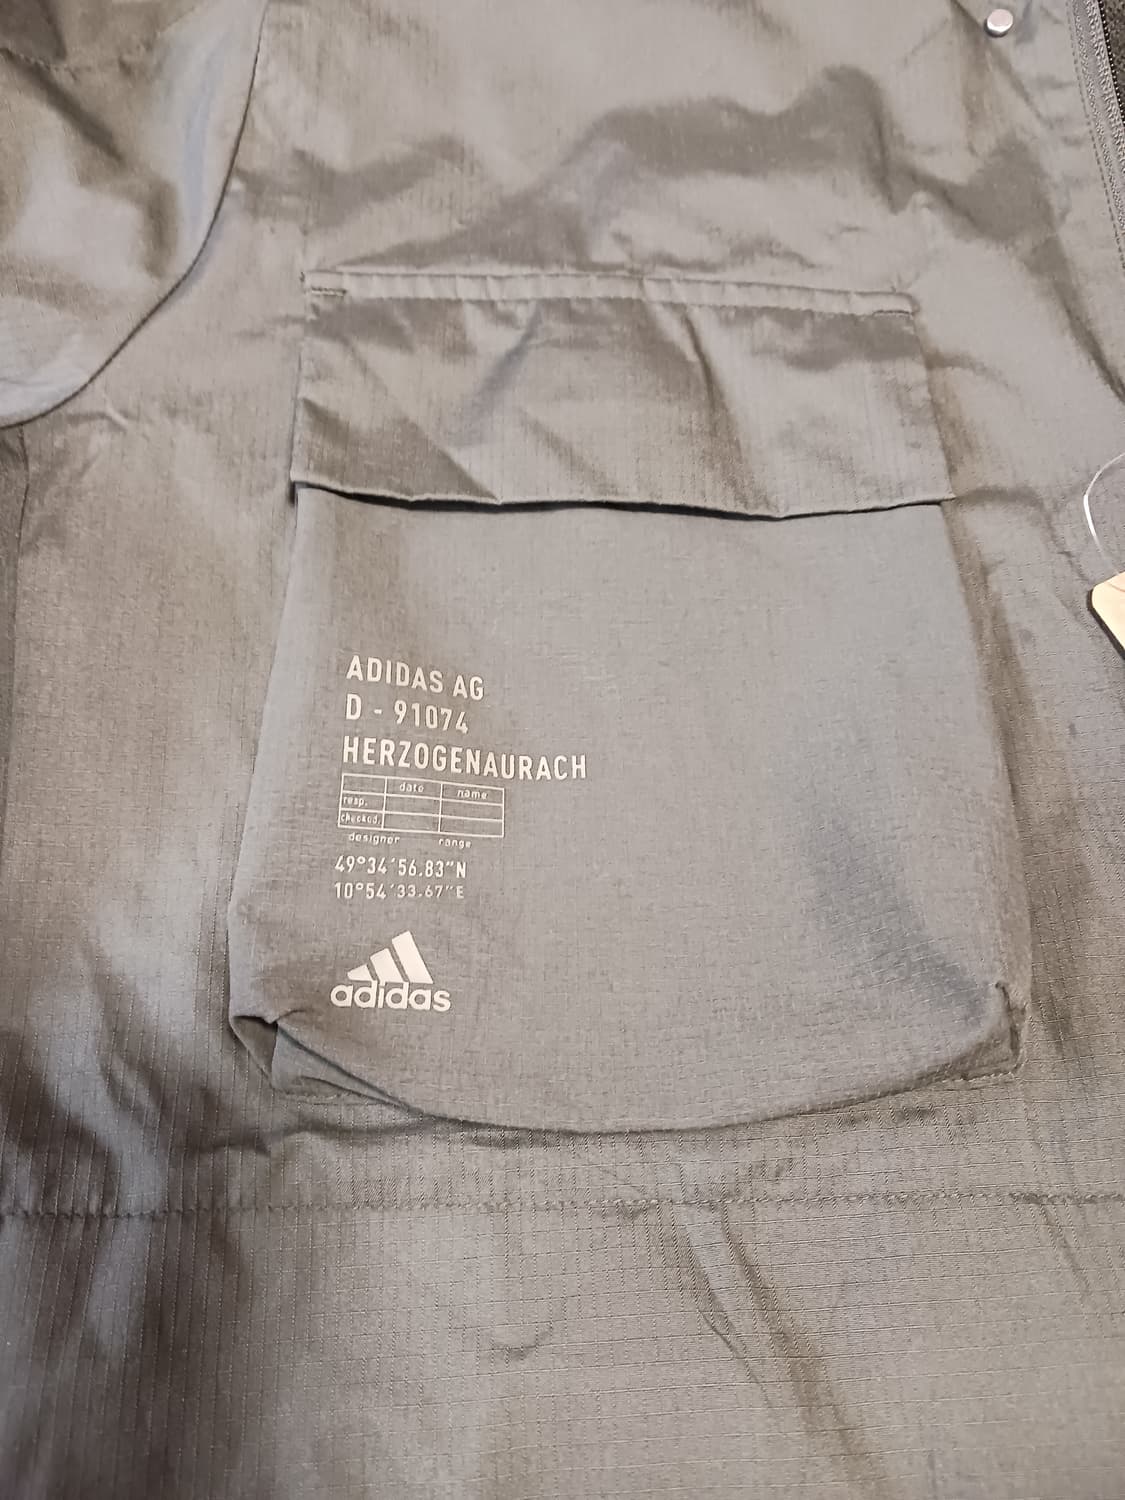 ADIDAS AG
D - 91074
HERZOGENAURACH
date name
resp.
checked.
designer range
49°34´56.83"N
10°54´33.67"E
adidas